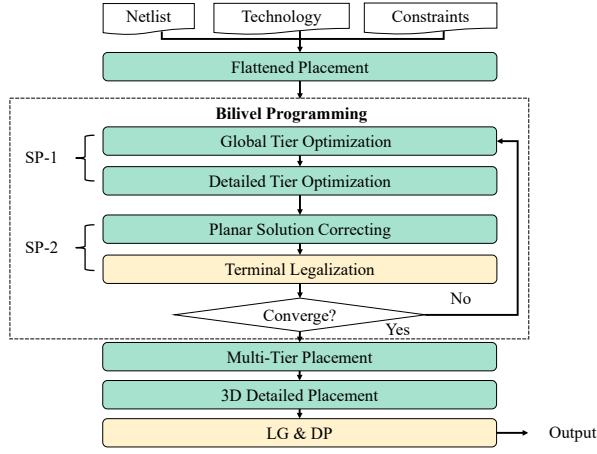 Netlist
Technology
Constraints
Flattened Placement
Bilivel Programming
Global Tier Optimization
SP-1
Detailed Tier Optimization
Planar Solution Correcting
SP-2
Terminal Legalization
No
Converge?
Yes
Multi-Tier Placement
3D Detailed Placement
LG & DP
Output